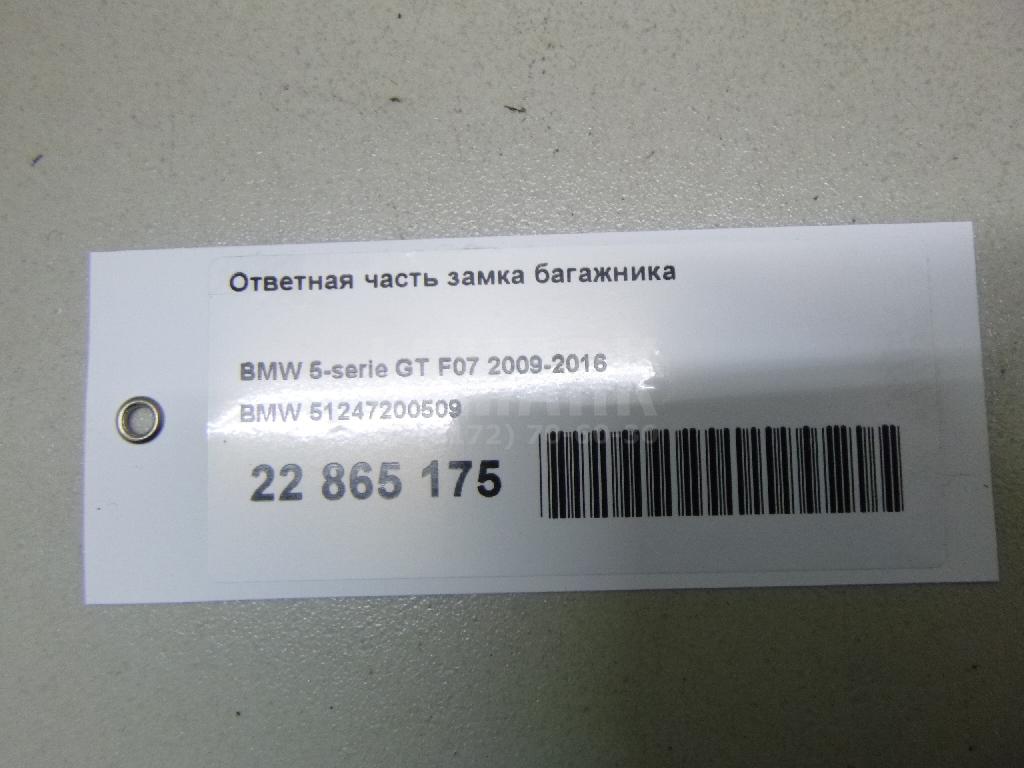 Ответная часть замка багажника
BMW 5-serie GT F07 2009-2016
BMW 51247200509
22 865 175